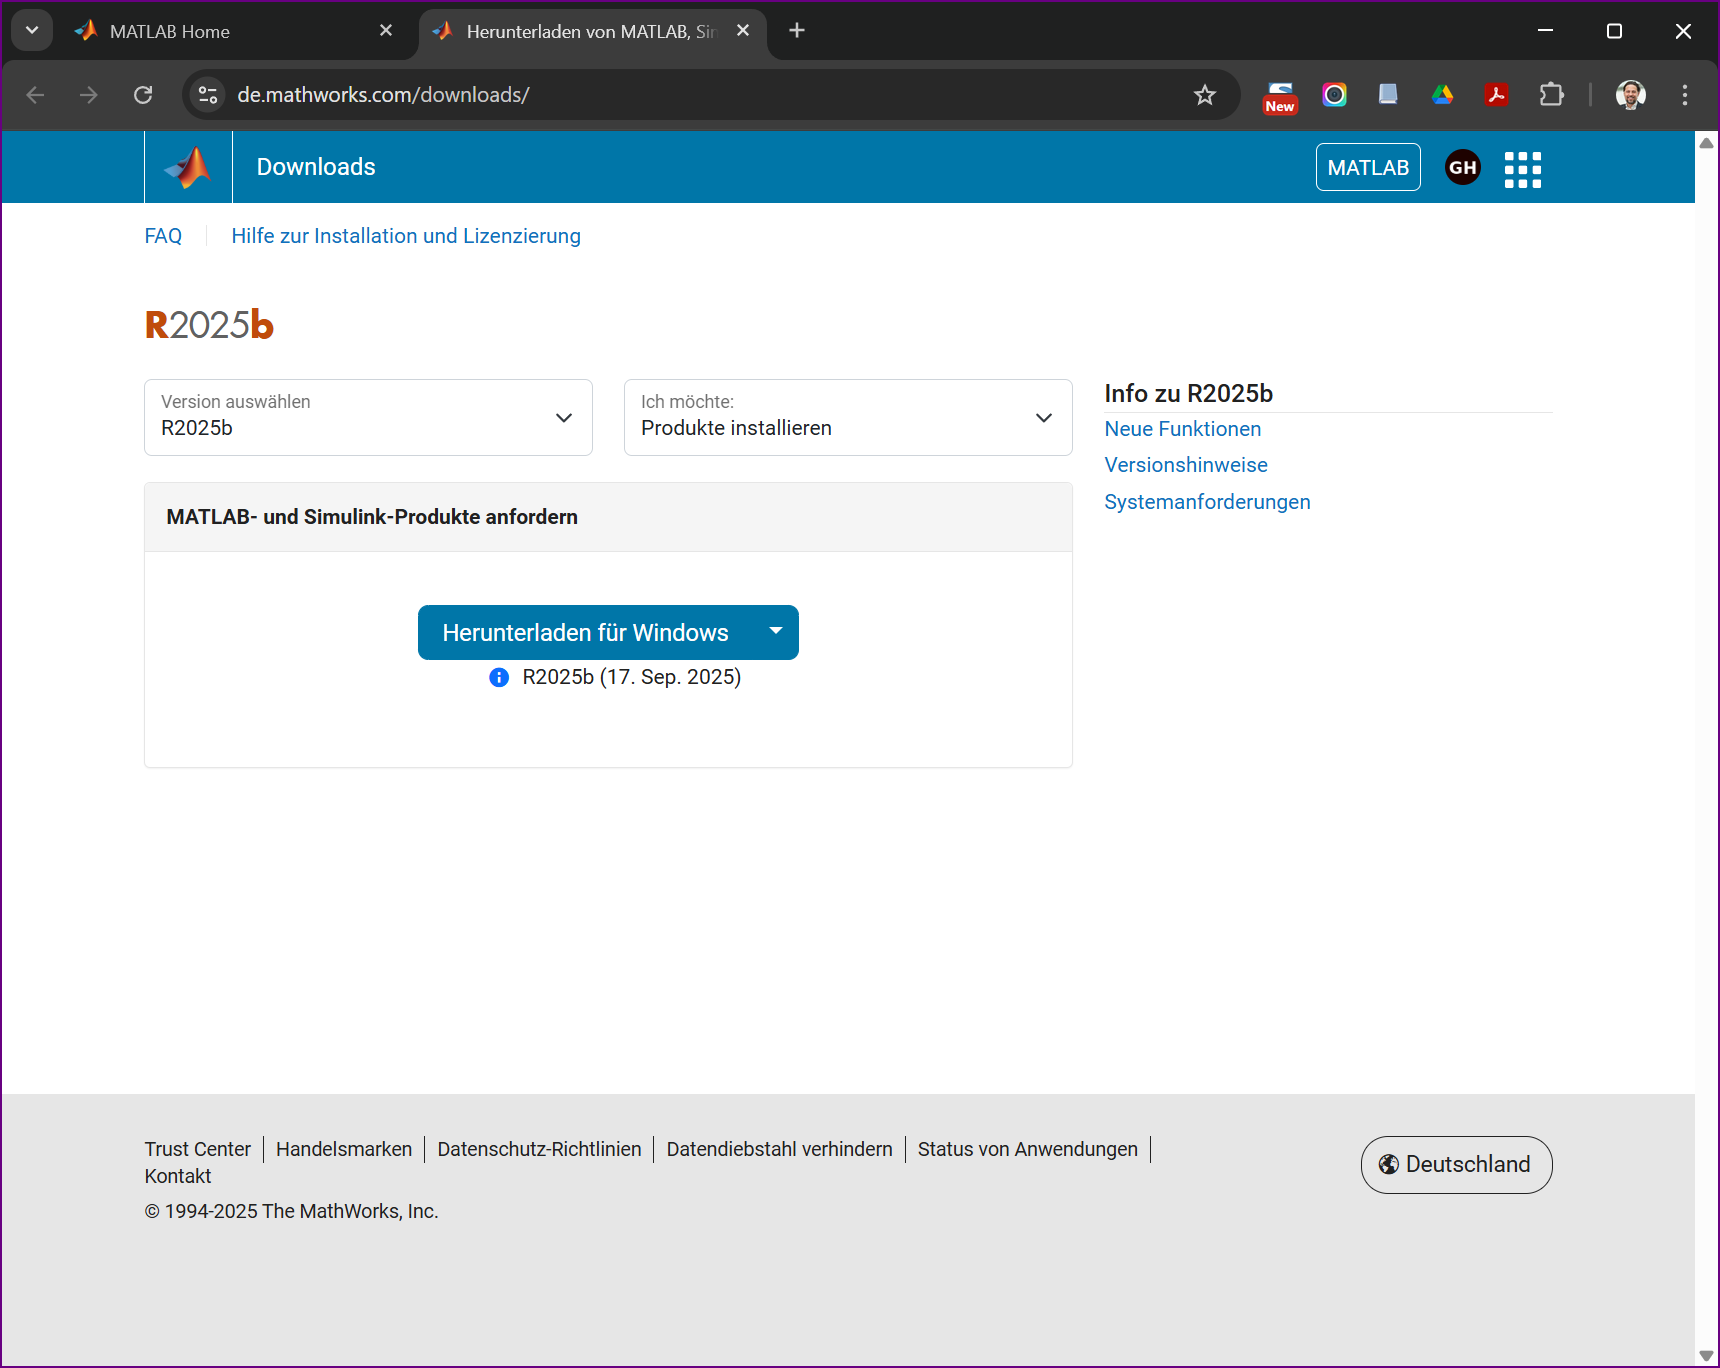 MATLAB Home
Herunterladen von MATLAB, Sin
de.mathworks.com/downloads/
New
Downloads
MATLAB
GH
FAQ
Hilfe zur Installation und Lizenzierung
R2025b
Version auswählen
R2025b
Ich möchte:
Produkte installieren
Info zu R2025b
Neue Funktionen
Versionshinweise
Systemanforderungen
MATLAB- und Simulink-Produkte anfordern
Herunterladen für Windows
R2025b (17. Sep. 2025)
Trust Center
Handelsmarken
Datenschutz-Richtlinien
Datendiebstahl verhindern
Status von Anwendungen
Kontakt
© 1994-2025 The MathWorks, Inc.
Deutschland